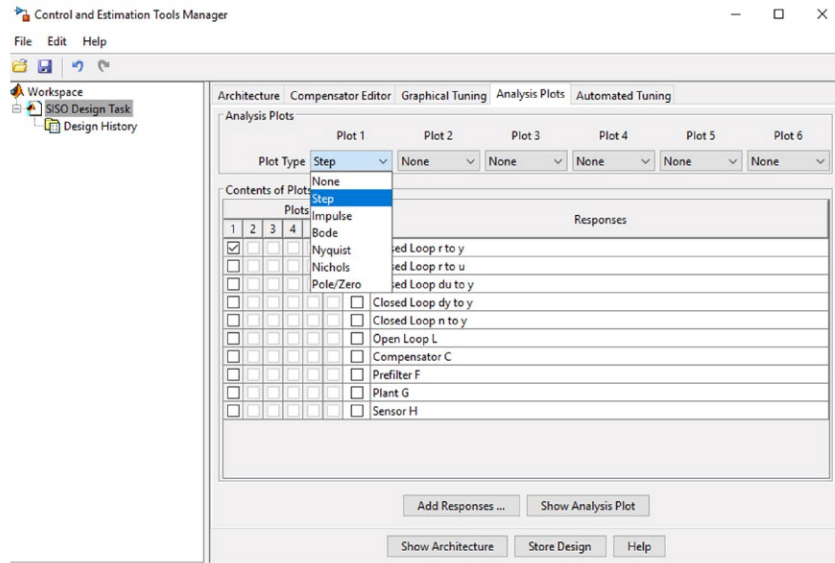 Control and Estimation Tools Manager
File Edit Help
Workspace
SISO Design Task
Design History
Architecture Compensator Editor Graphical Tuning Analysis Plots Automated Tuning
Analysis Plots
Plot 1 Plot 2 Plot 3 Plot 4 Plot 5 Plot 6
Plot Type Step None None None None None
None
Step
Impulse
Bode
Nyquist
Nichols
Pole/Zero
Contents of Plots
Plots
Responses
1 2 3 4
sed Loop r to y
sed Loop r to u
sed Loop du to y
Closed Loop dy to y
Closed Loop n to y
Open Loop L
Compensator C
Prefilter F
Plant G
Sensor H
Add Responses ... Show Analysis Plot
Show Architecture Store Design Help